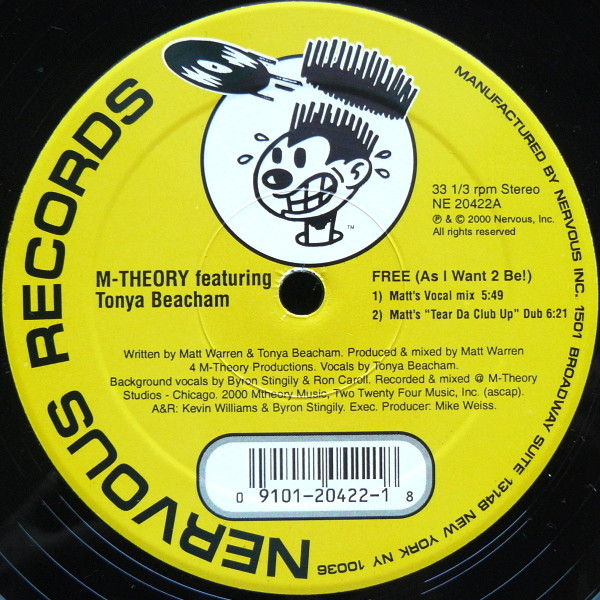 NERVOUS RECORDS
MANUFACTURED BY NERVOUS INC. 1501 BROADWAY SUITE 1314B NEW YORK NY 10036
TM
33 1/3 rpm Stereo
NE 20422A
℗ & © 2000 Nervous, Inc.
All rights reserved
M-THEORY featuring
Tonya Beacham
FREE (As I Want 2 Be!)
1) Matt's Vocal mix 5:49
2) Matt's "Tear Da Club Up" Dub 6:21
Written by Matt Warren & Tonya Beacham. Produced & mixed by Matt Warren
4 M-Theory Productions. Vocals by Tonya Beacham.
Background vocals by Byron Stingily & Ron Caroll. Recorded & mixed @ M-Theory
Studios - Chicago. 2000 Mtheory Music, Two Twenty Four Music, Inc. (ascap).
A&R: Kevin Williams & Byron Stingily. Exec. Producer: Mike Weiss.
0 9101-20422-1 8